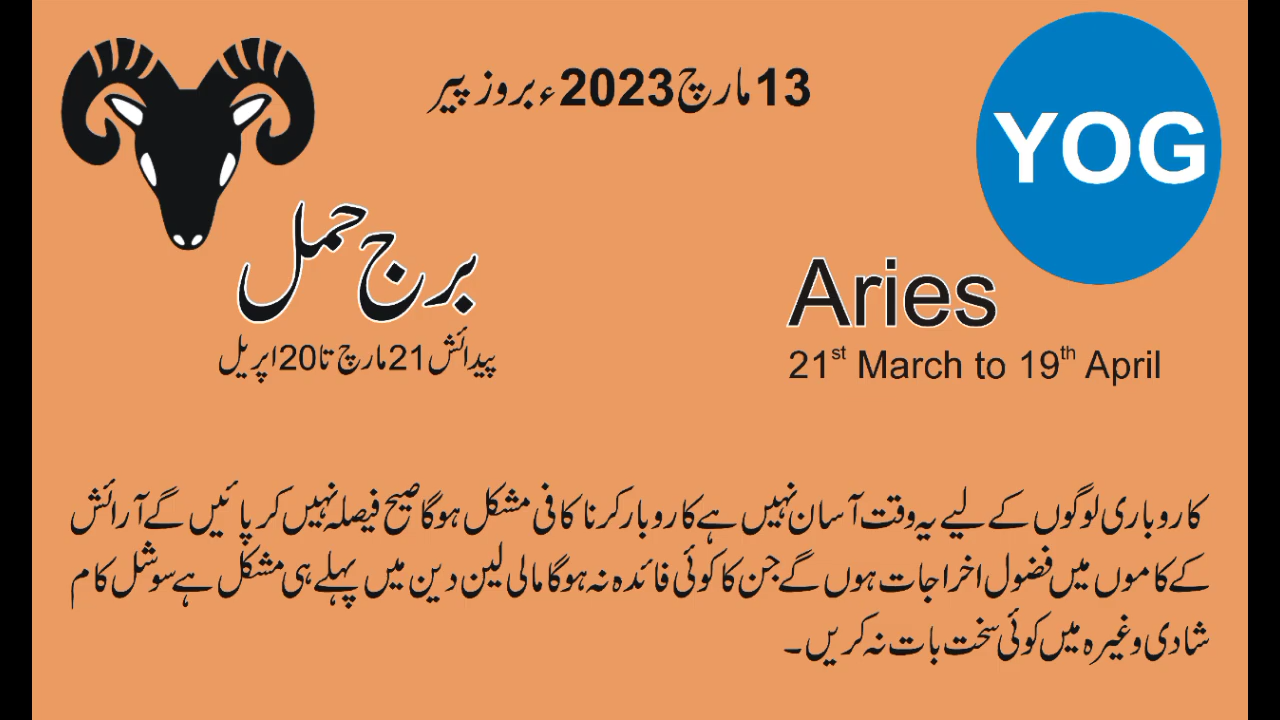 13 مارچ 2023ء بروز پیر
YOG
برج حمل
Aries
پیدائش 21 مارچ تا 20 اپریل
21st March to 19th April
کاروباری لوگوں کے لیے یہ وقت آسان نہیں ہے کاروبار کرنا کافی مشکل ہوگا صیح فیصلہ نہیں کر پائیں گے آرائش
کے کاموں میں فضول اخراجات ہوں گے جن کا کوئی فائدہ نہ ہوگا مالی لین دین میں پہلے ہی مشکل ہے سوشل کام
شادی وغیرہ میں کوئی سخت بات نہ کریں۔